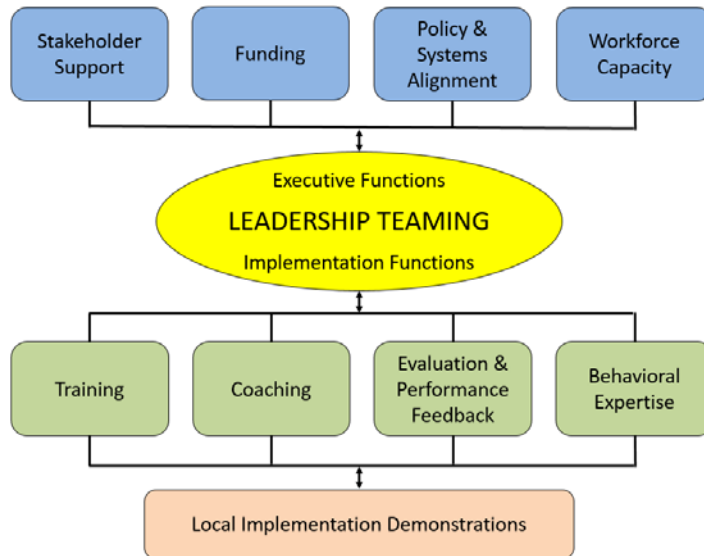 Stakeholder
Support
Funding
Policy &
Systems
Alignment
Workforce
Capacity
Executive Functions
LEADERSHIP TEAMING
Implementation Functions
Training
Coaching
Evaluation &
Performance
Feedback
Behavioral
Expertise
Local Implementation Demonstrations